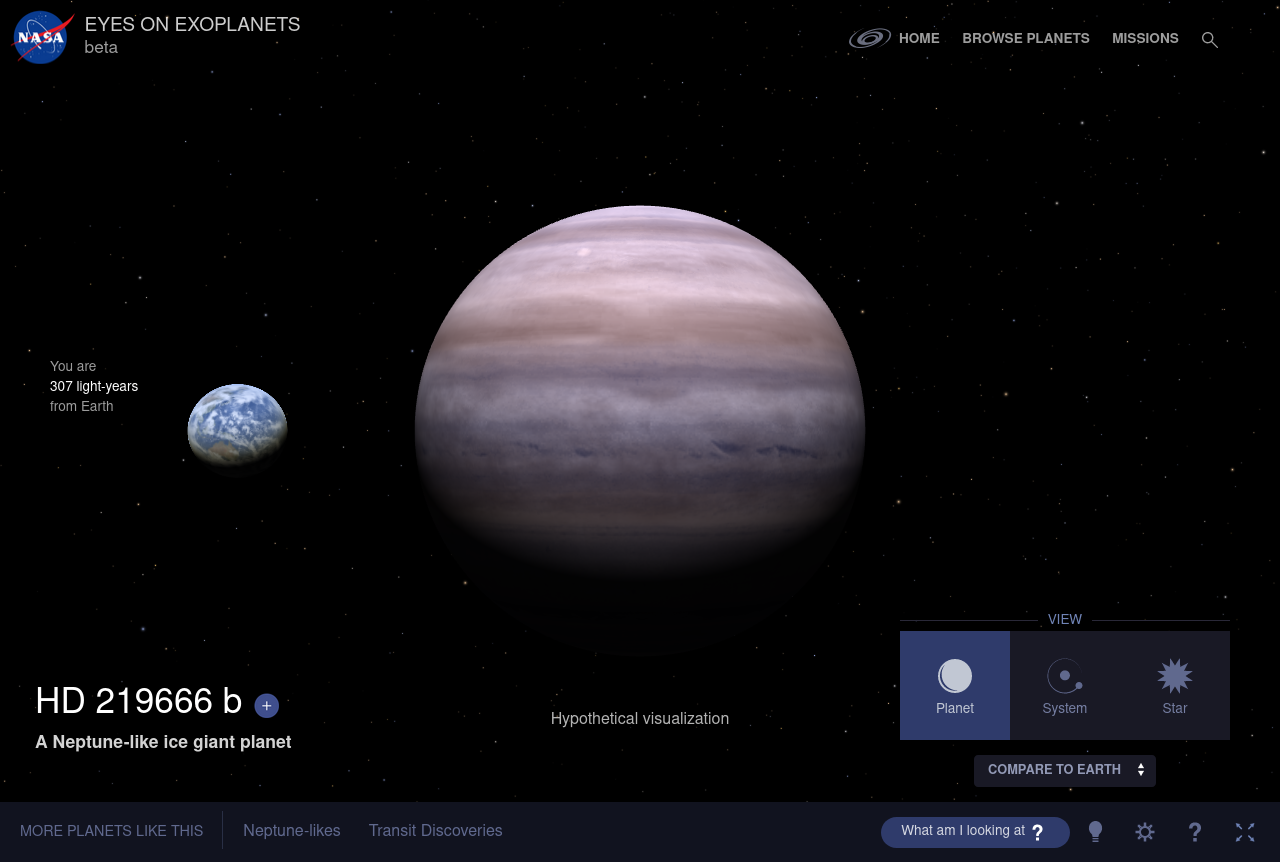 NASA
EYES ON EXOPLANETS
beta
HOME
BROWSE PLANETS
MISSIONS
You are
307 light-years
from Earth
HD 219666 b +
A Neptune-like ice giant planet
Hypothetical visualization
VIEW
Planet
System
Star
COMPARE TO EARTH
MORE PLANETS LIKE THIS
Neptune-likes
Transit Discoveries
What am I looking at ?
?